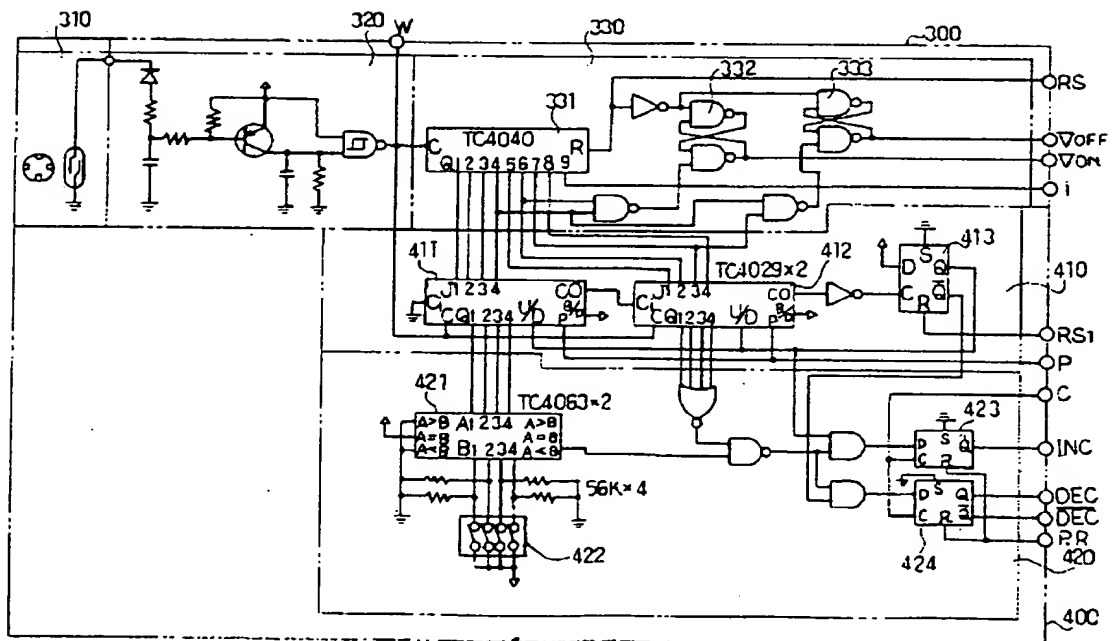 310
320
W
330
300
332
333
RS
331
TC4040
C
R
Q1 2 3 4 5 6 7 8 9
▽OFF
▽ON
i
411
TC4029×2
412
413
S
D
Q
C
Q̅
R
410
J1 2 3 4
CO
Ci
C
Q1 2 3 4
U/D
P
B/D
J1 2 3 4
CO
Ci
C
Q1 2 3 4
U/D
P
B/D
RS1
P
C
421
TC4063×2
A>B
A=B
A<B
A1 2 3 4
B1 2 3 4
A>B
A=B
A<B
423
D
S
Q
C
R
INC
56K×4
D
S
Q
C
R
Q̅
DEC
D̅E̅C̅
P.R
422
424
420
400